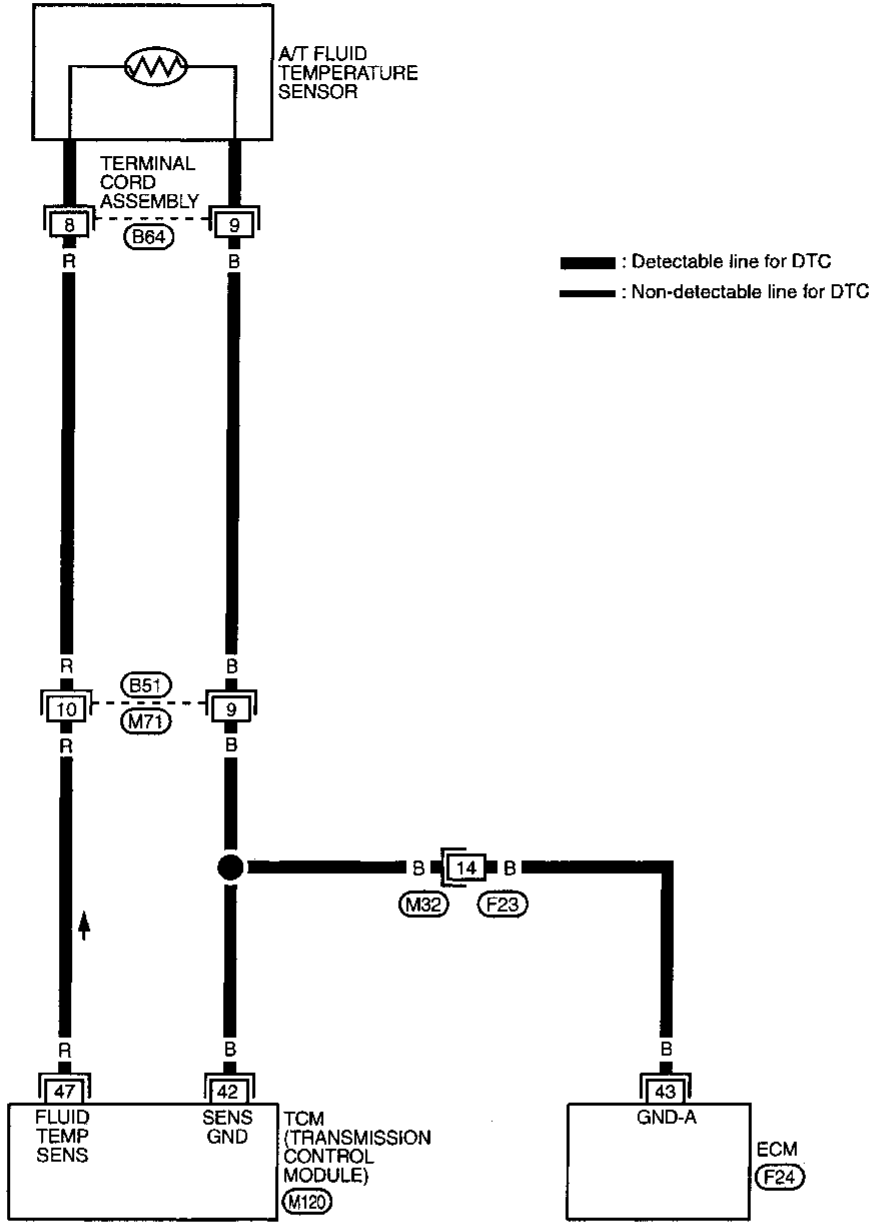 A/T FLUID
TEMPERATURE
SENSOR
TERMINAL
CORD
ASSEMBLY
8
9
B64
R
B
: Detectable line for DTC
: Non-detectable line for DTC
R
B
B51
10
9
M71
R
B
B
14
B
M32
F23
R
B
B
47
42
43
FLUID
TEMP
SENS
SENS
GND
TCM
(TRANSMISSION
CONTROL
MODULE)
M120
GND-A
ECM
F24